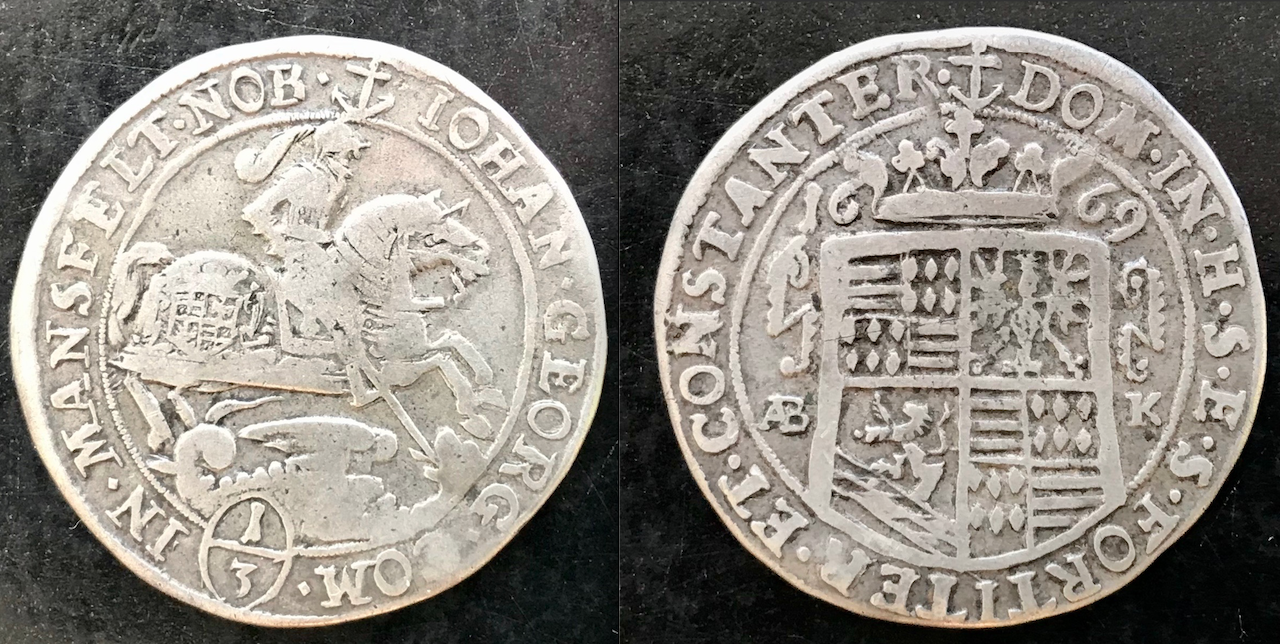 IOHAN·GEORG·COM·
IN·MANSFELT·NOB·
1
3
DOM·IN·H·S·E·S·FORTITER·ET·CONSTANTER·
16 69
AB K